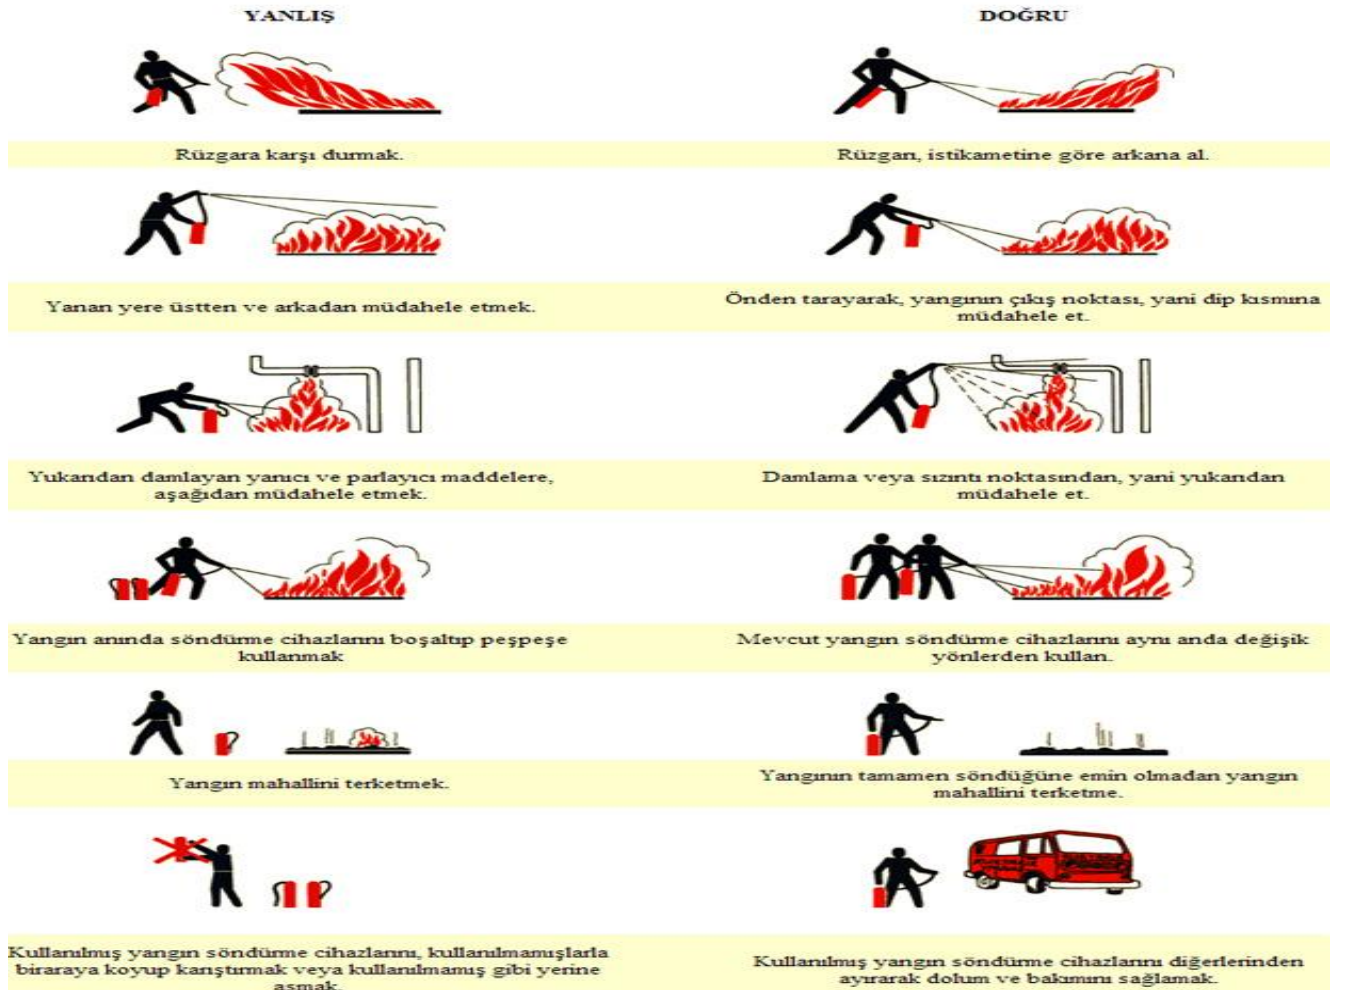 YANLIŞ
DOĞRU
Rüzgara karşı durmak.
Rüzgarı, istikametine göre arkana al.
Yanan yere üstten ve arkadan müdahele etmek.
Önden tarayarak, yangının çıkış noktası, yani dip kısmına
müdahele et.
Yukarıdan damlayan yanıcı ve parlayıcı maddelere,
aşağıdan müdahele etmek.
Damlama veya sızıntı noktasından, yani yukarıdan
müdahele et.
Yangın anında söndürme cihazlarını boşaltıp peşpeşe
kullanmak
Mevcut yangın söndürme cihazlarını aynı anda değişik
yönlerden kullan.
Yangın mahallini terketmek.
Yangının tamamen söndüğüne emin olmadan yangın
mahallini terketme.
Kullanılmış yangın söndürme cihazlarını, kullanılmamışlarla
biraraya koyup karıştırmak veya kullanılmamış gibi yerine
asmak.
Kullanılmış yangın söndürme cihazlarını diğerlerinden
ayırarak dolum ve bakımını sağlamak.